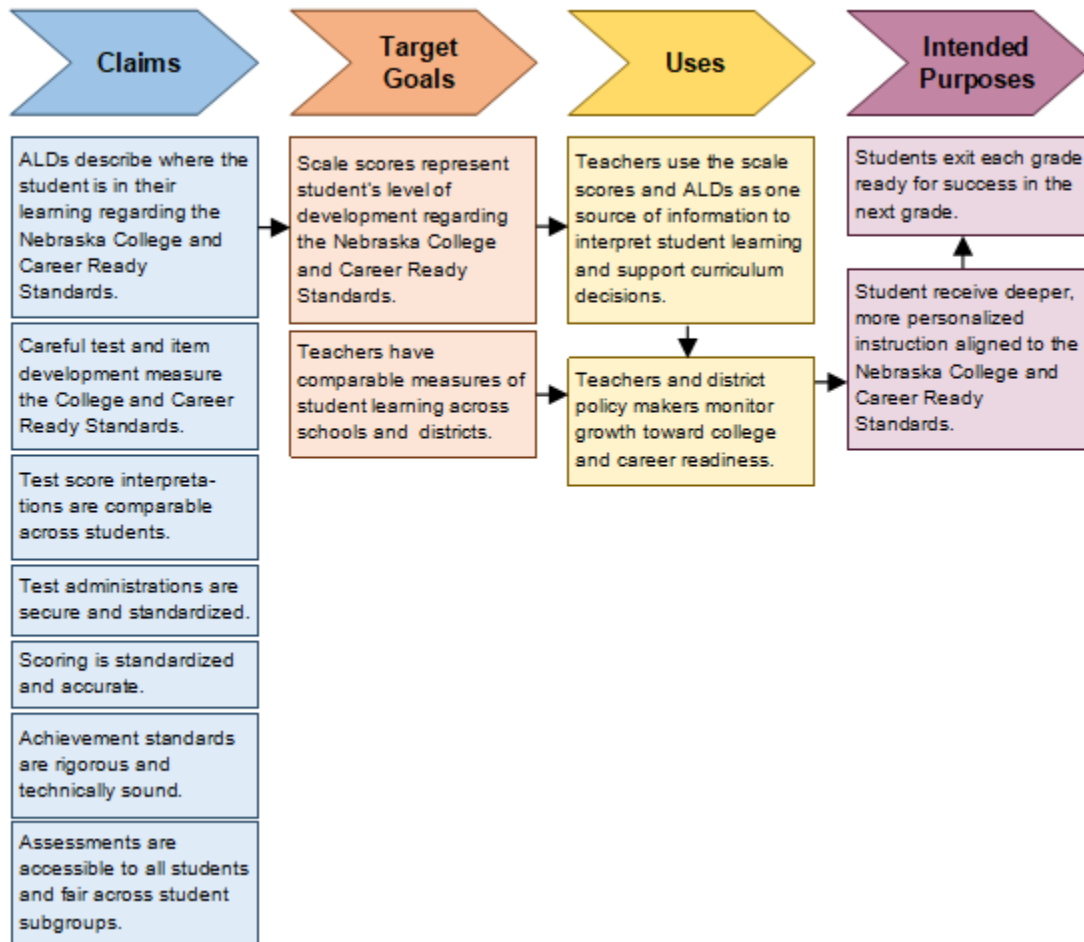 Claims
Target
Goals
Uses
Intended
Purposes
ALDs describe where the
student is in their
learning regarding the
Nebraska College and
Career Ready
Standards.
Careful test and item
development measure
the College and Career
Ready Standards.
Test score interpreta-
tions are comparable
across students.
Test administrations are
secure and standardized.
Scoring is standardized
and accurate.
Achievement standards
are rigorous and
technically sound.
Assessments are
accessible to all students
and fair across student
subgroups.
Scale scores represent
student's level of
development regarding
the Nebraska College
and Career Ready
Standards.
Teachers have
comparable measures of
student learning across
schools and districts.
Teachers use the scale
scores and ALDs as one
source of information to
interpret student learning
and support curriculum
decisions.
Teachers and district
policy makers monitor
growth toward college
and career readiness.
Students exit each grade
ready for success in the
next grade.
Student receive deeper,
more personalized
instruction aligned to the
Nebraska College and
Career Ready
Standards.